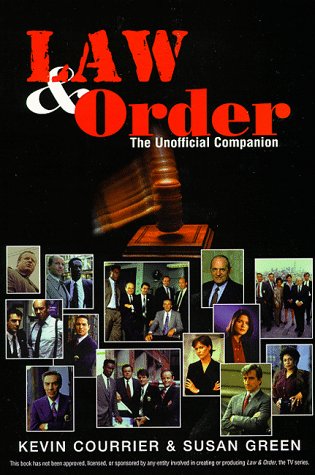 LAW
& Order
The Unofficial Companion
KEVIN COURRIER & SUSAN GREEN
This book has not been approved, licensed, or sponsored by any entity involved in creating or producing Law & Order, the TV series.